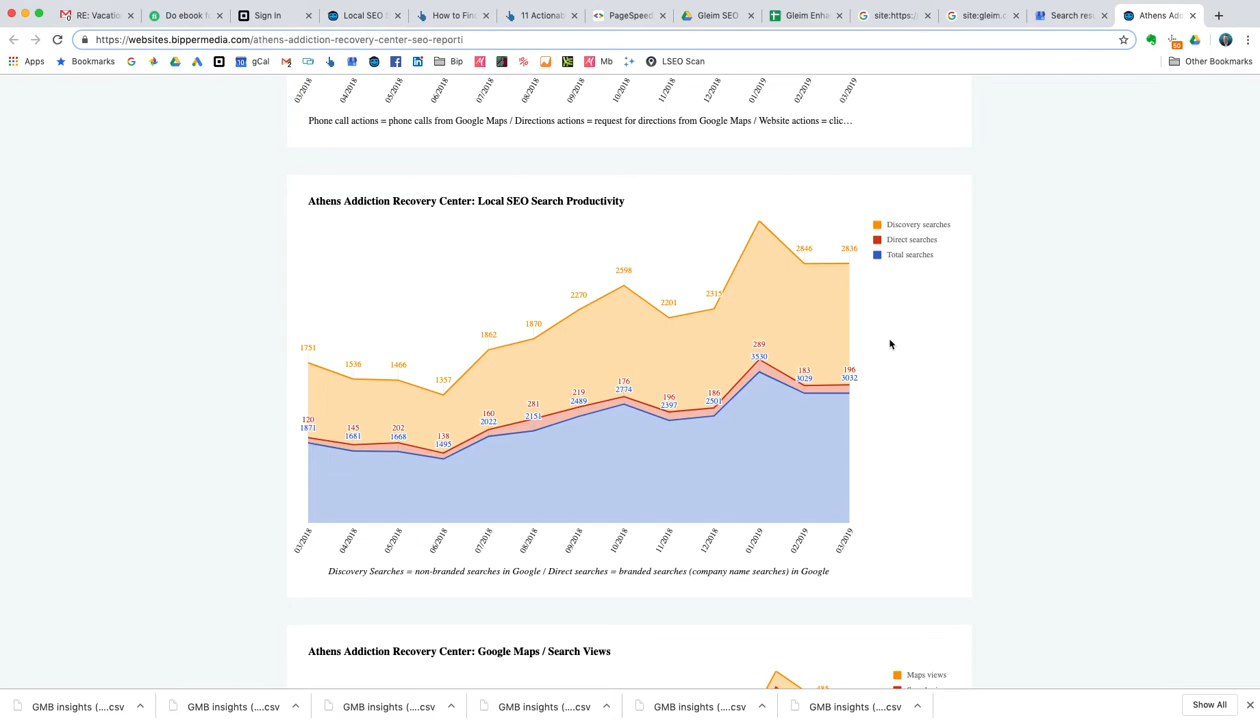 RE: Vacatio
Do ebook f
Sign In
Local SEO S
How to Fin
11 Actionab
PageSpeed
Gleim SEO
Gleim Enha
site:https:/
site:gleim.c
Search resu
Athens Add
https://websites.bippermedia.com/athens-addiction-recovery-center-seo-reporti
50
Apps
Bookmarks
10
gCal
Bip
Mb
LSEO Scan
Other Bookmarks
03/2018 04/2018 05/2018 06/2018 07/2018 08/2018 09/2018 10/2018 11/2018 12/2018 01/2019 02/2019 03/2019
Phone call actions = phone calls from Google Maps / Directions actions = request for directions from Google Maps / Website actions = clic…
Athens Addiction Recovery Center: Local SEO Search Productivity
Discovery searches
Direct searches
Total searches
1751 1536 1466 1357 1862 1870 2270 2598 2201 2315 2846 2836
120 145 202 138 160 281 219 176 196 186 289 183 196
1871 1681 1668 1495 2022 2151 2489 2774 2397 2501 3530 3029 3032
03/2018 04/2018 05/2018 06/2018 07/2018 08/2018 09/2018 10/2018 11/2018 12/2018 01/2019 02/2019 03/2019
Discovery Searches = non-branded searches in Google / Direct searches = branded searches (company name searches) in Google
Athens Addiction Recovery Center: Google Maps / Search Views
Maps views
GMB insights (....csv
GMB insights (....csv
GMB insights (....csv
GMB insights (....csv
GMB insights (....csv
GMB insights (....csv
Show All